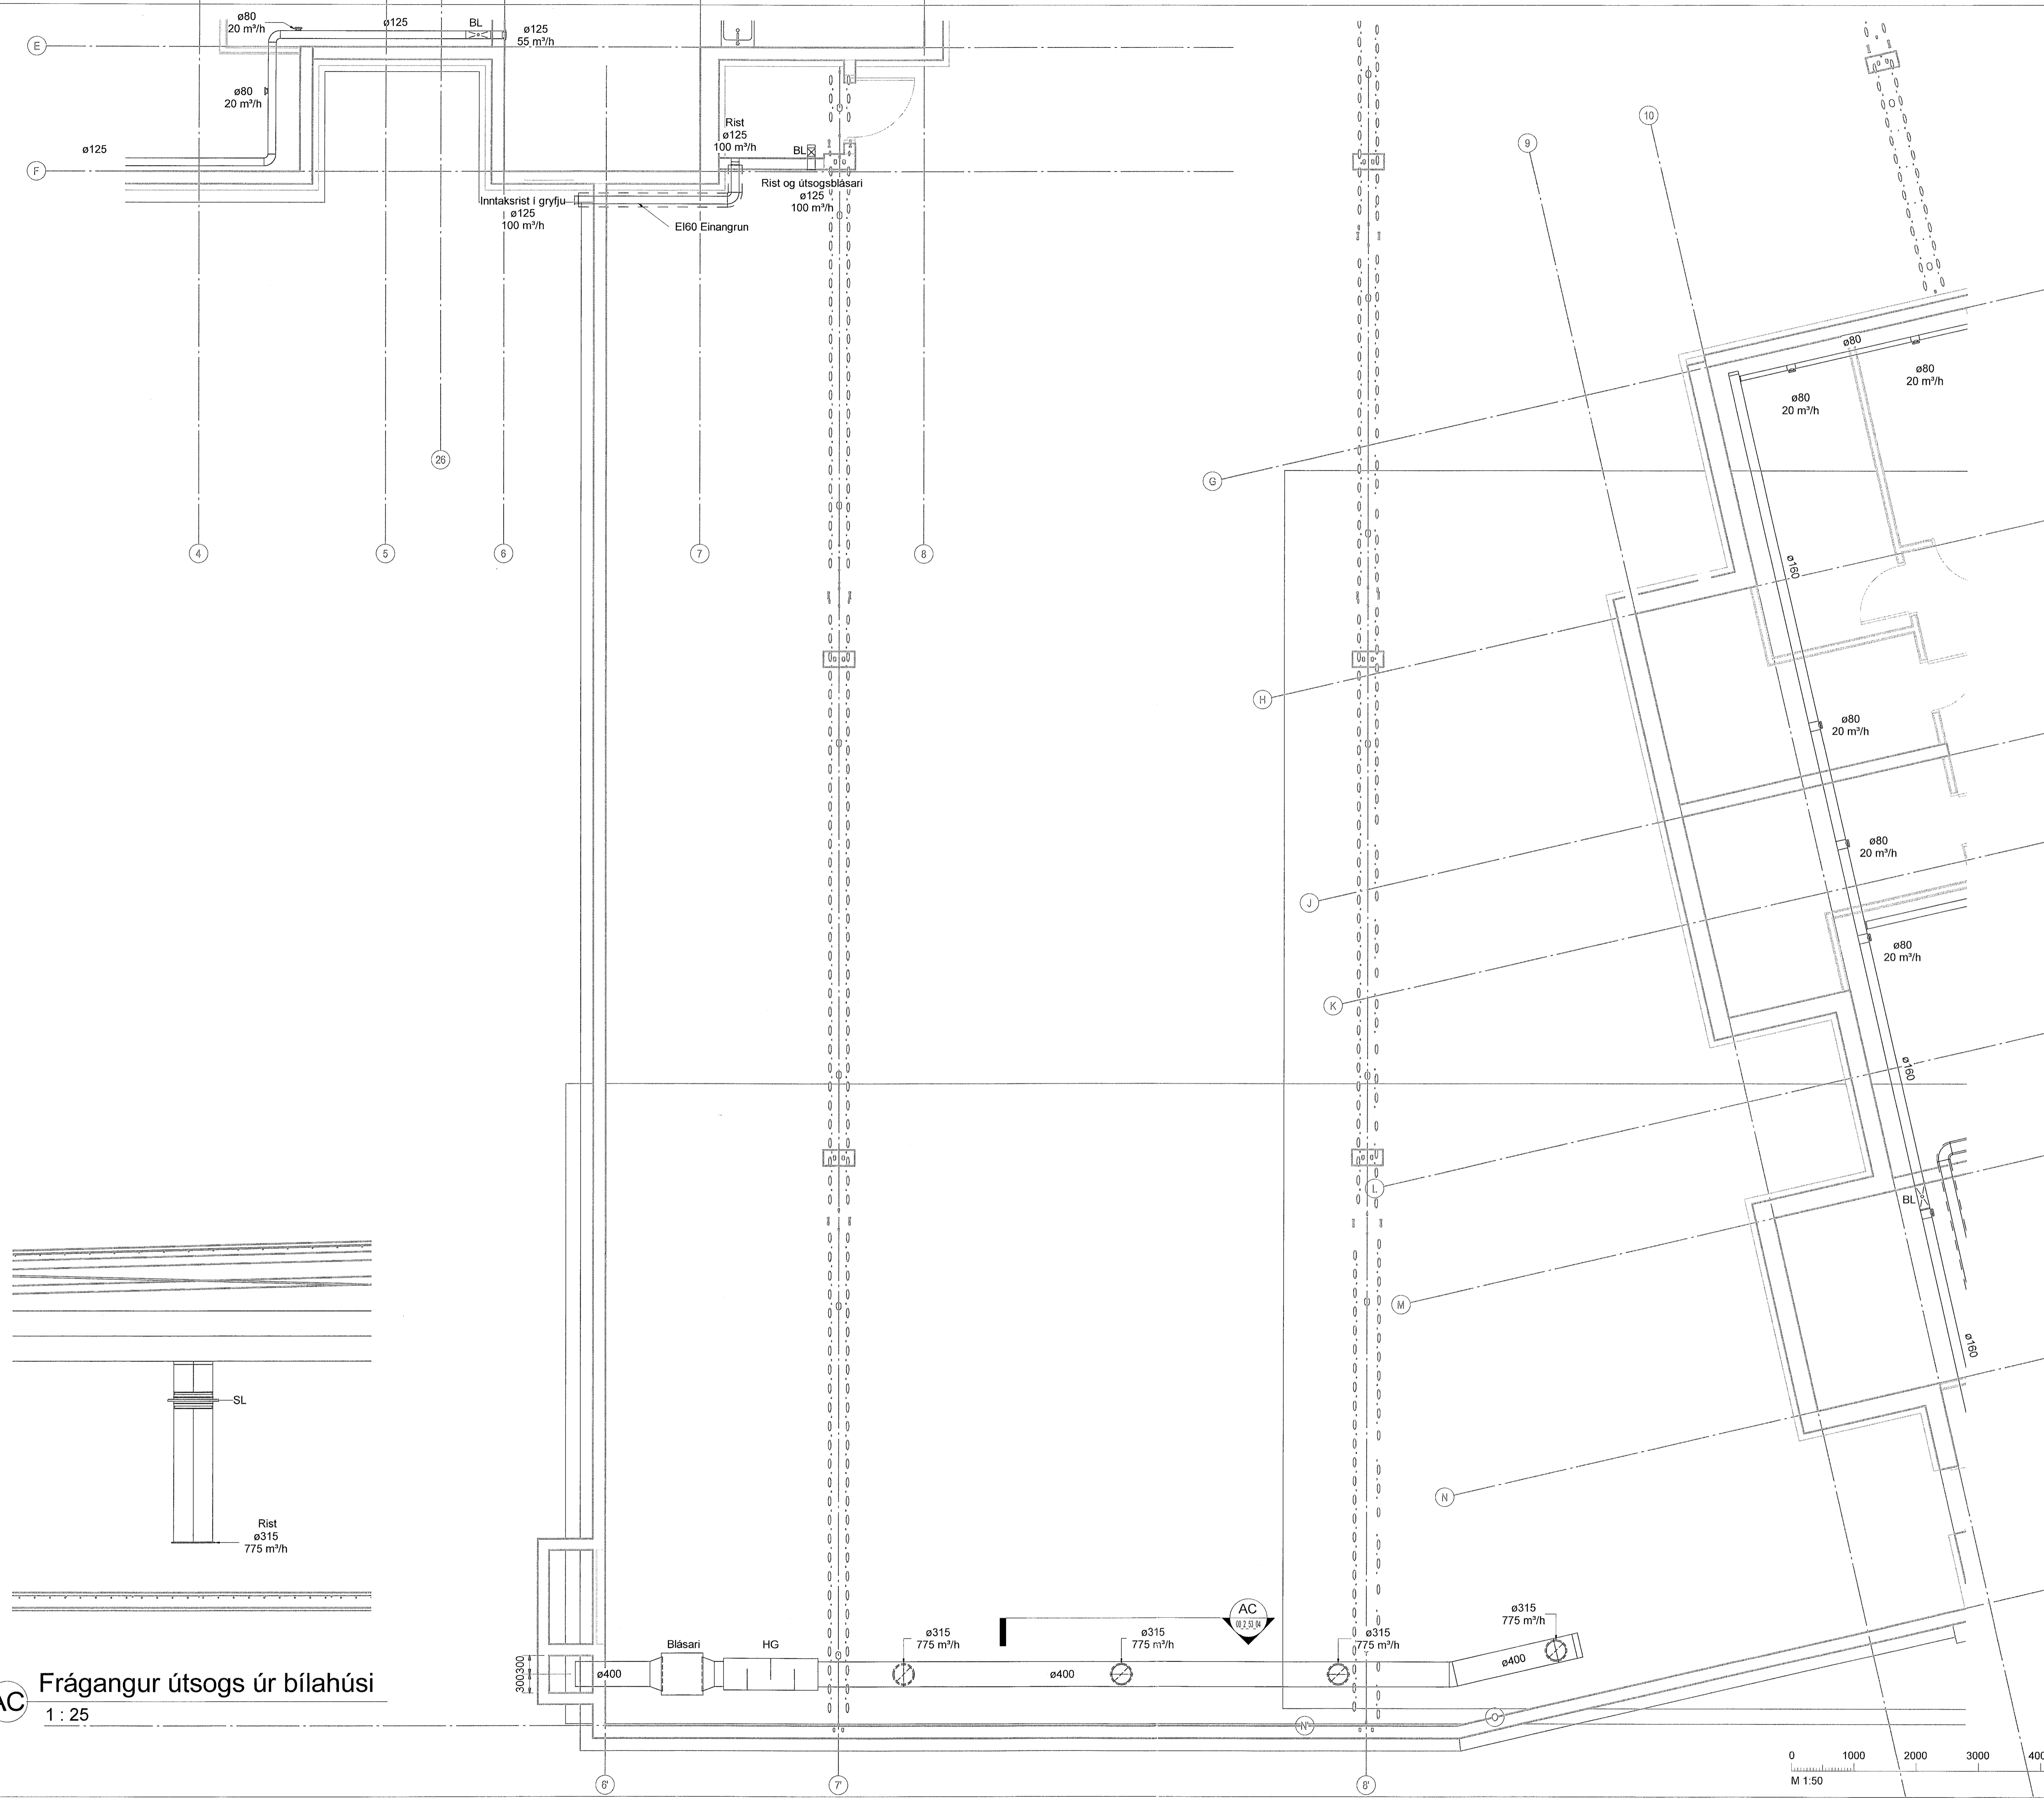 ø80
20 m³/h
ø125
BL
ø125
55 m³/h
E
ø80
20 m³/h
ø125
F
Rist
ø125
100 m³/h
BL
Rist og útsogsblásari
ø125
100 m³/h
Inntaksrist í gryfju
ø125
100 m³/h
EI60 Einangrun
10
9
4
26
5
6
7
8
ø80
ø80
20 m³/h
ø80
20 m³/h
G
ø160
H
ø80
20 m³/h
ø80
20 m³/h
J
ø80
20 m³/h
K
ø160
L
BL
M
ø160
N
SL
Rist
ø315
775 m³/h
AC
Frágangur útsogs úr bílahúsi
1 : 25
300300
ø400
Blásari
HG
ø315
775 m³/h
ø400
ø315
775 m³/h
AC
00_2_53_04
ø315
775 m³/h
ø315
775 m³/h
ø400
N'
O
6'
7'
8'
0 1000 2000 3000 400
M 1:50